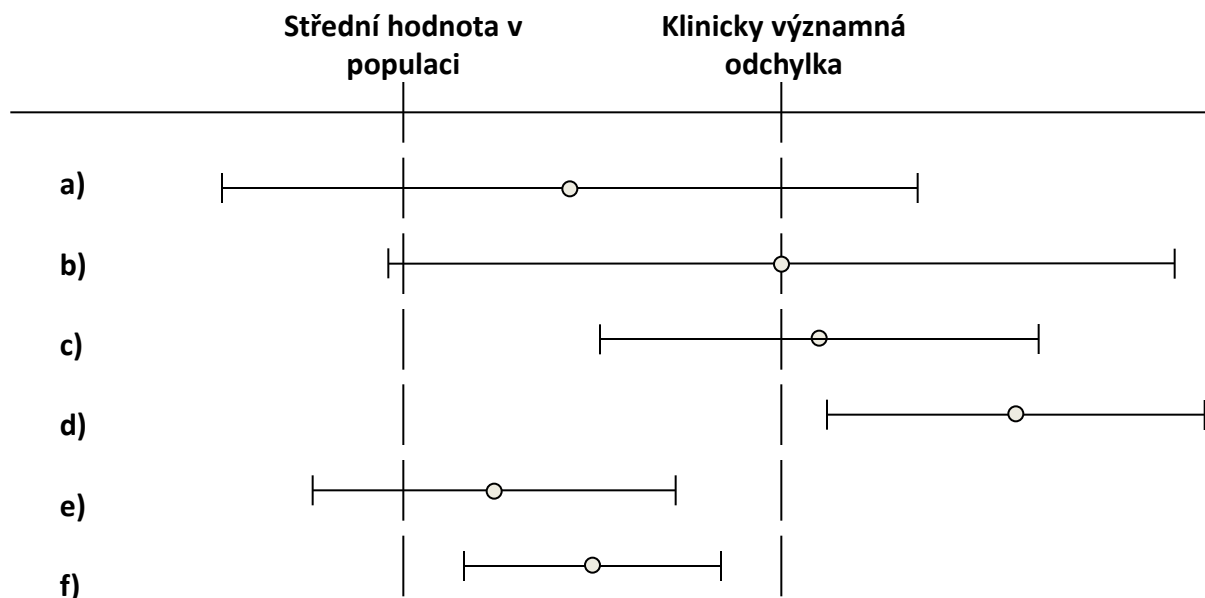 Střední hodnota v
populaci
Klinicky významná
odchylka
a)
b)
c)
d)
e)
f)